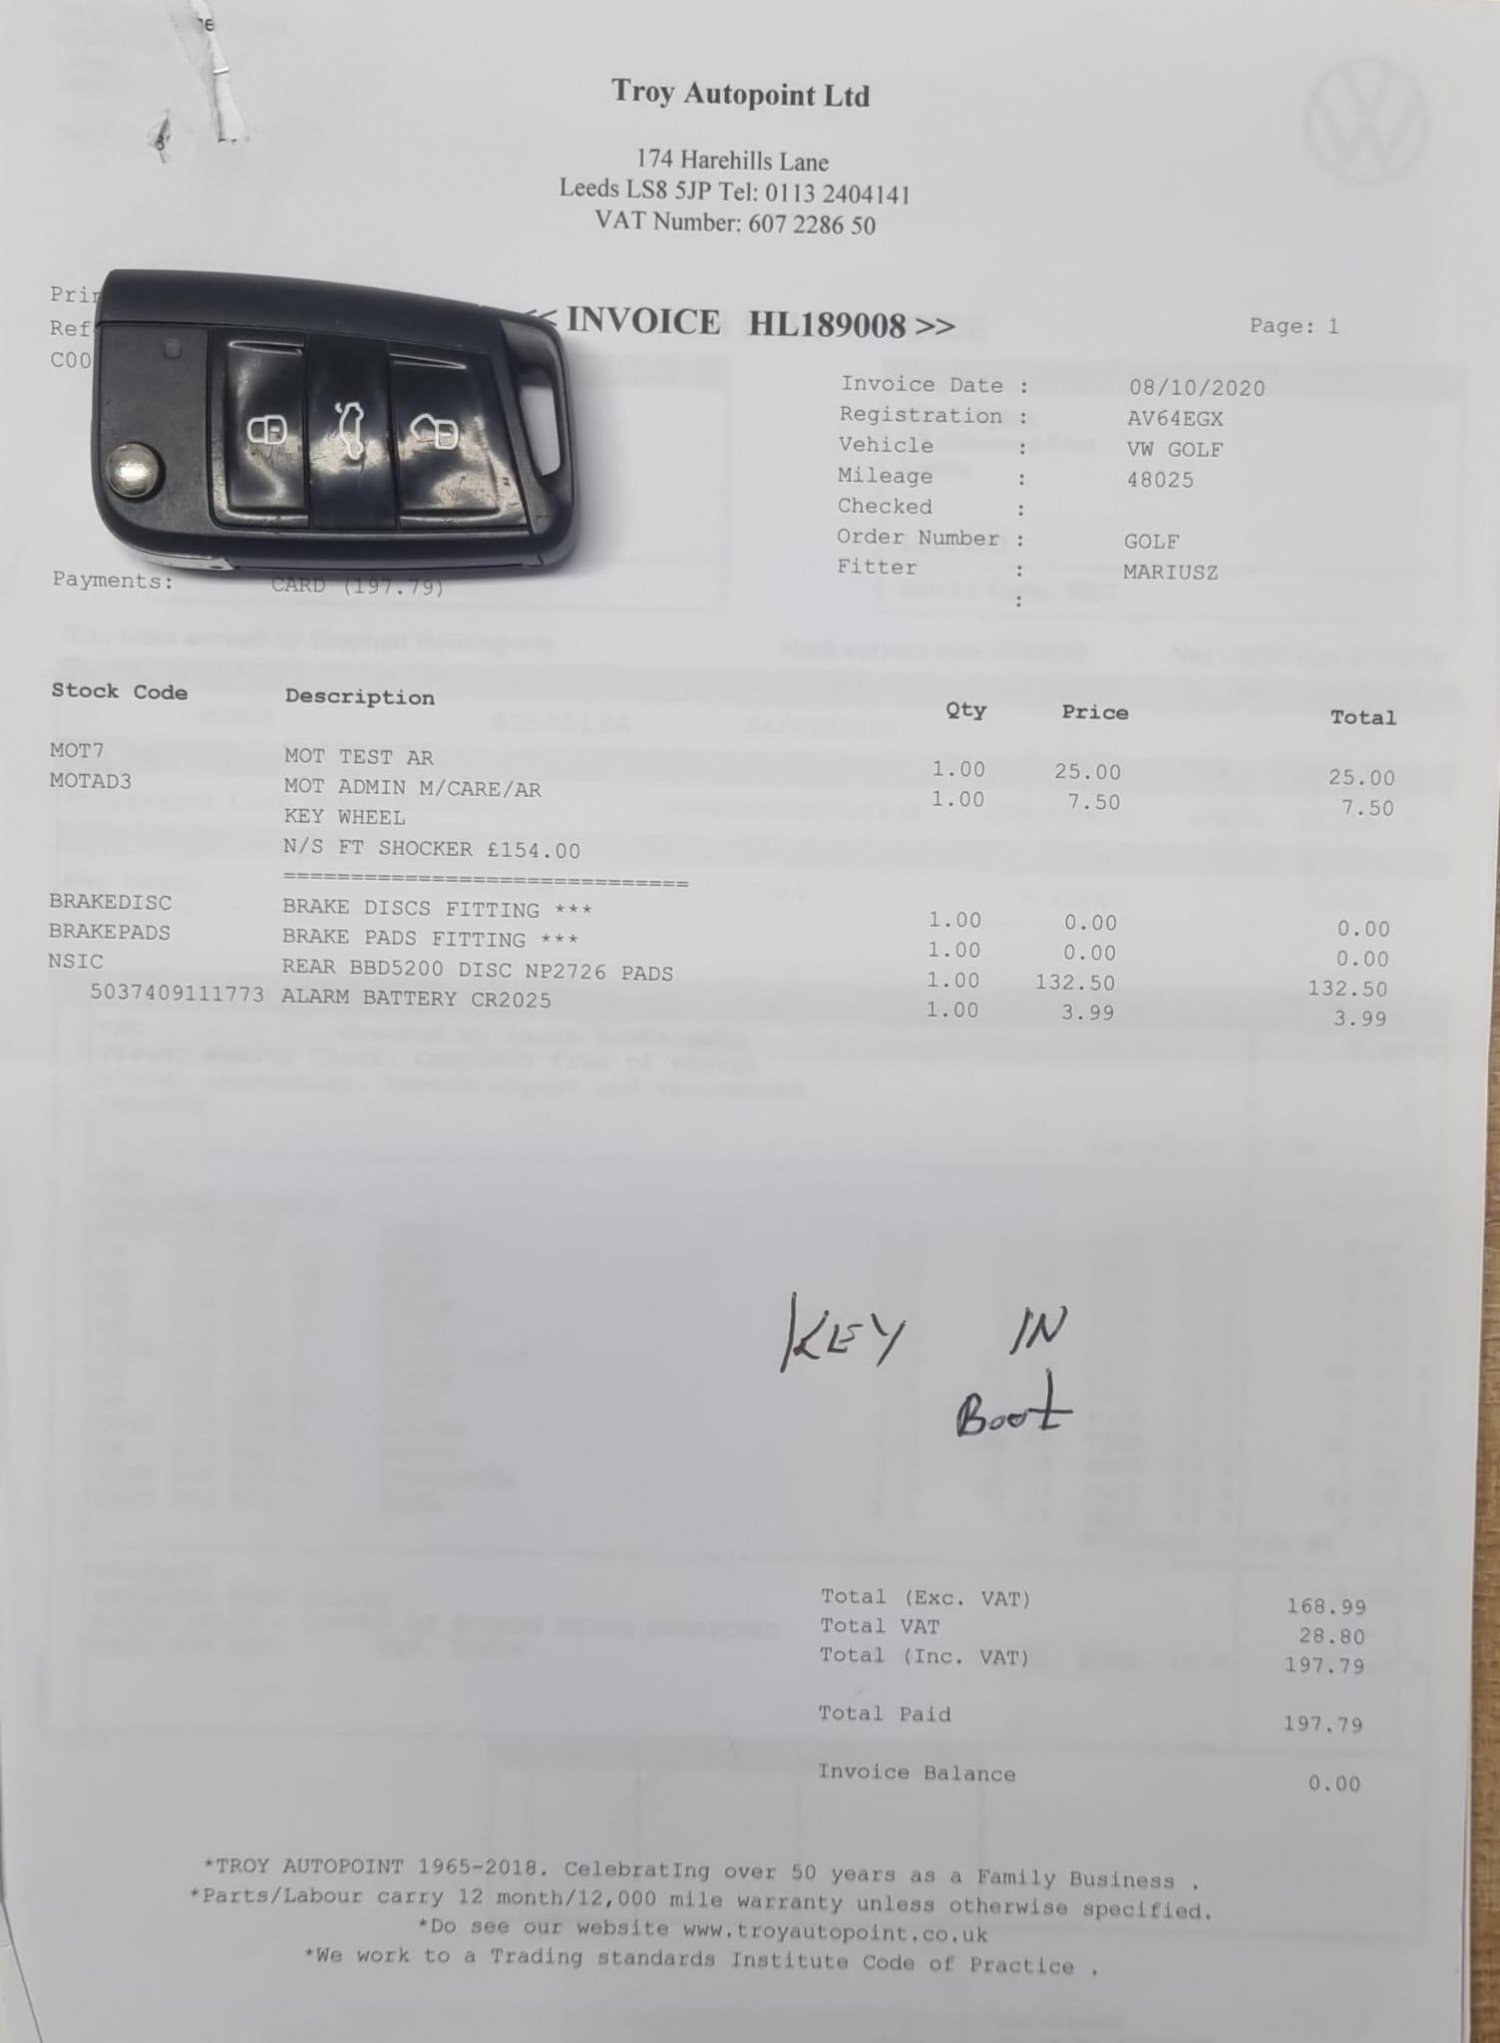 Troy Autopoint Ltd
174 Harehills Lane
Leeds LS8 5JP Tel: 0113 2404141
VAT Number: 607 2286 50
<< INVOICE HL189008 >>
Page: 1
Ref
C00
Invoice Date : 08/10/2020
Registration : AV64EGX
Vehicle : VW GOLF
Mileage : 48025
Checked :
Order Number : GOLF
Fitter : MARIUSZ
:
Payments: CARD (197.79)
Stock Code Description Qty Price Total
MOT7 MOT TEST AR 1.00 25.00 25.00
MOTAD3 MOT ADMIN M/CARE/AR 1.00 7.50 7.50
KEY WHEEL
N/S FT SHOCKER £154.00
==============================
BRAKEDISC BRAKE DISCS FITTING *** 1.00 0.00 0.00
BRAKEPADS BRAKE PADS FITTING *** 1.00 0.00 0.00
NSIC REAR BBD5200 DISC NP2726 PADS 1.00 132.50 132.50
5037409111773 ALARM BATTERY CR2025 1.00 3.99 3.99
KEY IN
Boot
Total (Exc. VAT) 168.99
Total VAT 28.80
Total (Inc. VAT) 197.79
Total Paid 197.79
Invoice Balance 0.00
*TROY AUTOPOINT 1965-2018. CelebratIng over 50 years as a Family Business .
*Parts/Labour carry 12 month/12,000 mile warranty unless otherwise specified.
*Do see our website www.troyautopoint.co.uk
*We work to a Trading standards Institute Code of Practice .